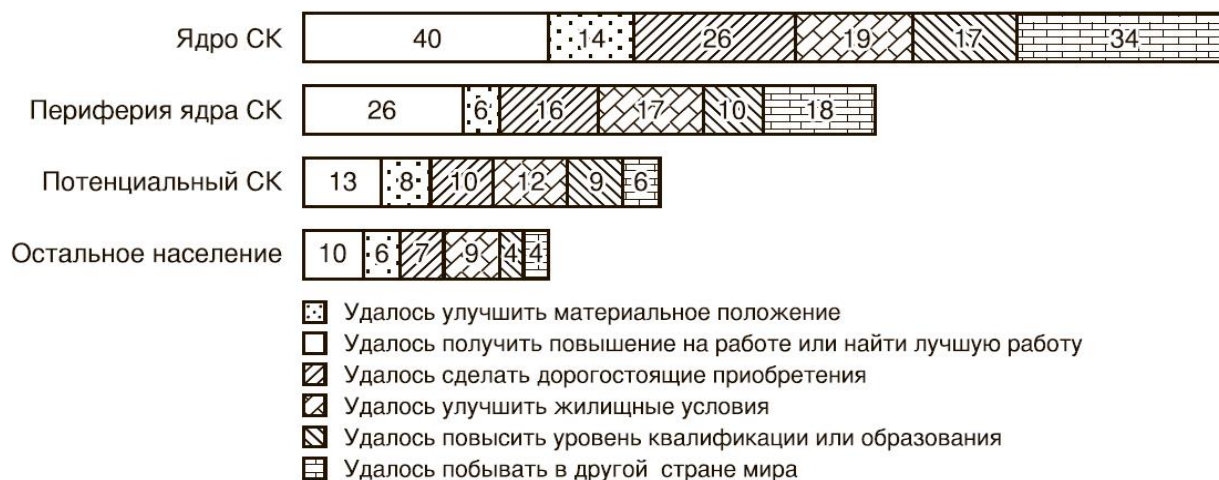 Ядро СК 40 14 26 19 17 34
Периферия ядра СК 26 6 16 17 10 18
Потенциальный СК 13 8 10 12 9 6
Остальное население 10 6 7 9 4 4
Удалось улучшить материальное положение
Удалось получить повышение на работе или найти лучшую работу
Удалось сделать дорогостоящие приобретения
Удалось улучшить жилищные условия
Удалось повысить уровень квалификации или образования
Удалось побывать в другой стране мира